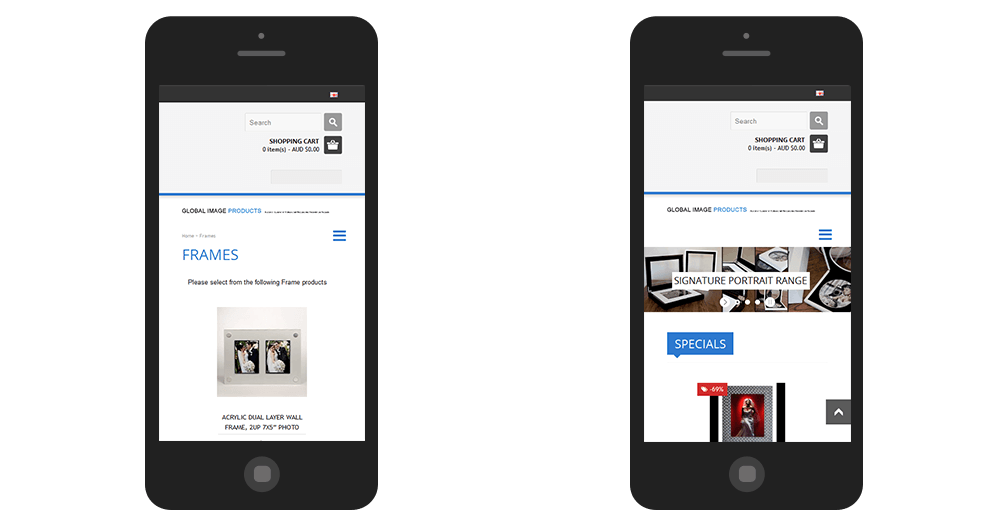 Search
SHOPPING CART
0 item(s) - AUD $0.00
GLOBAL IMAGE PRODUCTS
Home > Frames
FRAMES
Please select from the following Frame products
ACRYLIC DUAL LAYER WALL
FRAME, 2UP 7X5" PHOTO
Search
SHOPPING CART
0 item(s) - AUD $0.00
GLOBAL IMAGE PRODUCTS
SIGNATURE PORTRAIT RANGE
SPECIALS
-69%